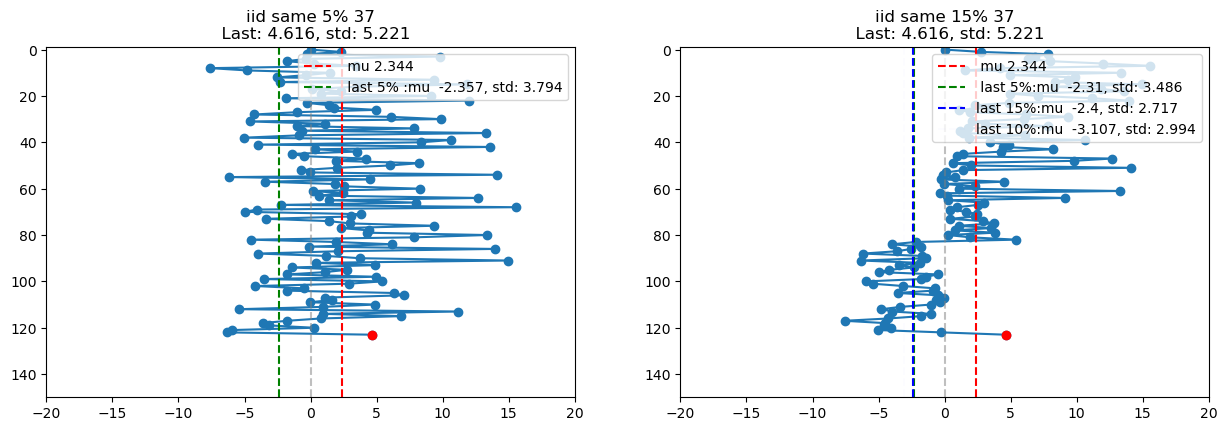 iid same 5% 37
Last: 4.616, std: 5.221
mu 2.344
last 5% :mu -2.357, std: 3.794
0
20
40
60
80
100
120
140
−20 −15 −10 −5 0 5 10 15 20
iid same 15% 37
Last: 4.616, std: 5.221
mu 2.344
last 5%:mu -2.31, std: 3.486
last 15%:mu -2.4, std: 2.717
last 10%:mu -3.107, std: 2.994
0
20
40
60
80
100
120
140
−20 −15 −10 −5 0 5 10 15 20